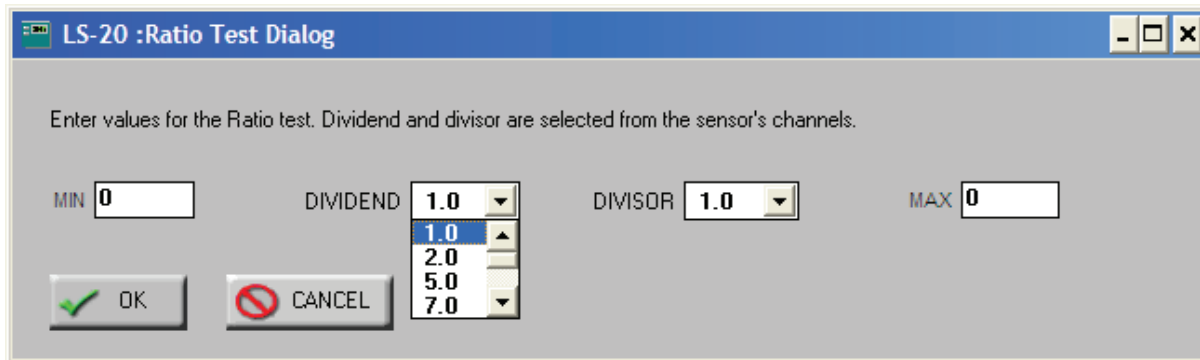 LS-20 :Ratio Test Dialog
Enter values for the Ratio test. Dividend and divisor are selected from the sensor's channels.
MIN 0 DIVIDEND 1.0 DIVISOR 1.0 MAX 0
1.0
2.0
5.0
7.0
OK CANCEL